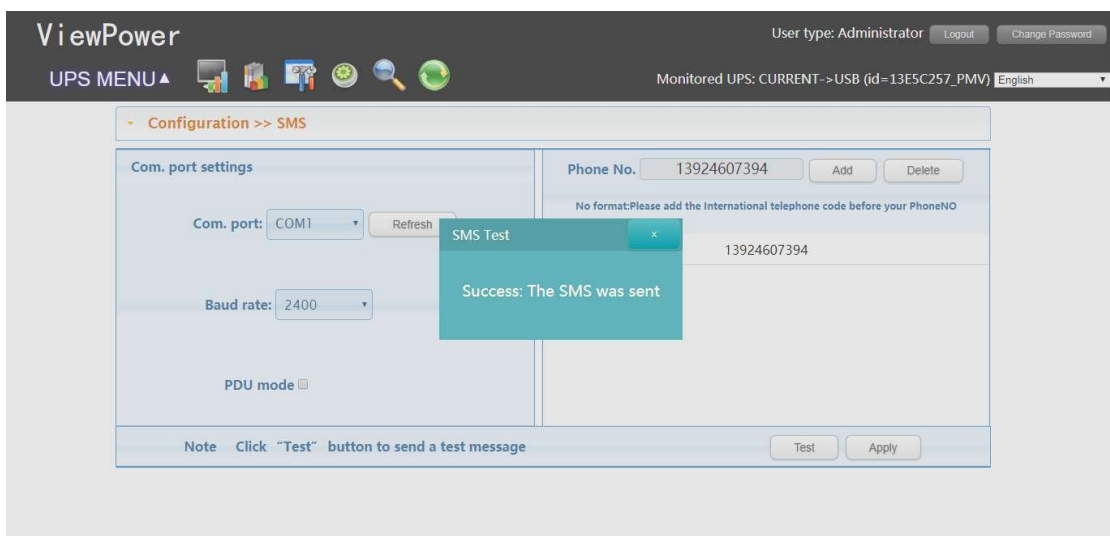 ViewPower
User type: Administrator Logout Change Password
UPS MENU▲
Monitored UPS: CURRENT->USB (id=13E5C257_PMV) English
Configuration >> SMS
Com. port settings
Com. port: COM1 Refresh
Baud rate: 2400
PDU mode
Phone No. 13924607394 Add Delete
No format:Please add the International telephone code before your PhoneNO
13924607394
SMS Test x
Success: The SMS was sent
Note Click "Test" button to send a test message
Test Apply